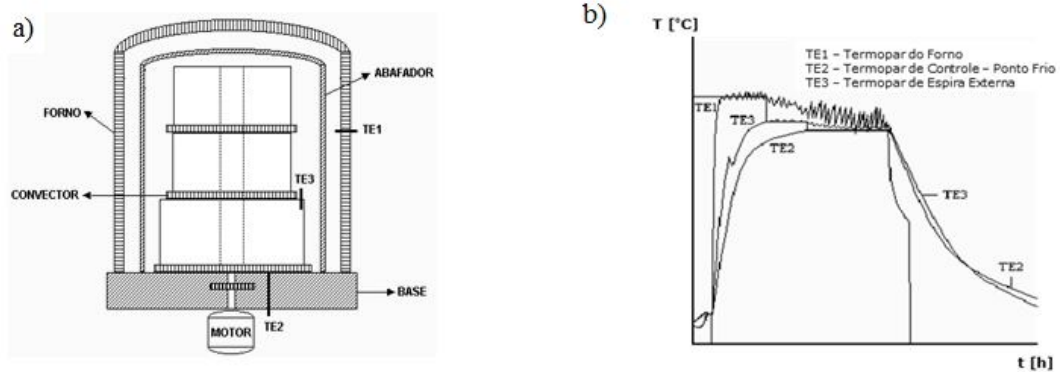 a)
ABAFADOR
FORNO
TE1
TE3
CONVECTOR
BASE
MOTOR
TE2
b)
T [°C]
TE1 – Termopar do Forno
TE2 – Termopar de Controle – Ponto Frio
TE3 – Termopar de Espira Externa
TE1
TE3
TE2
TE3
TE2
t [h]